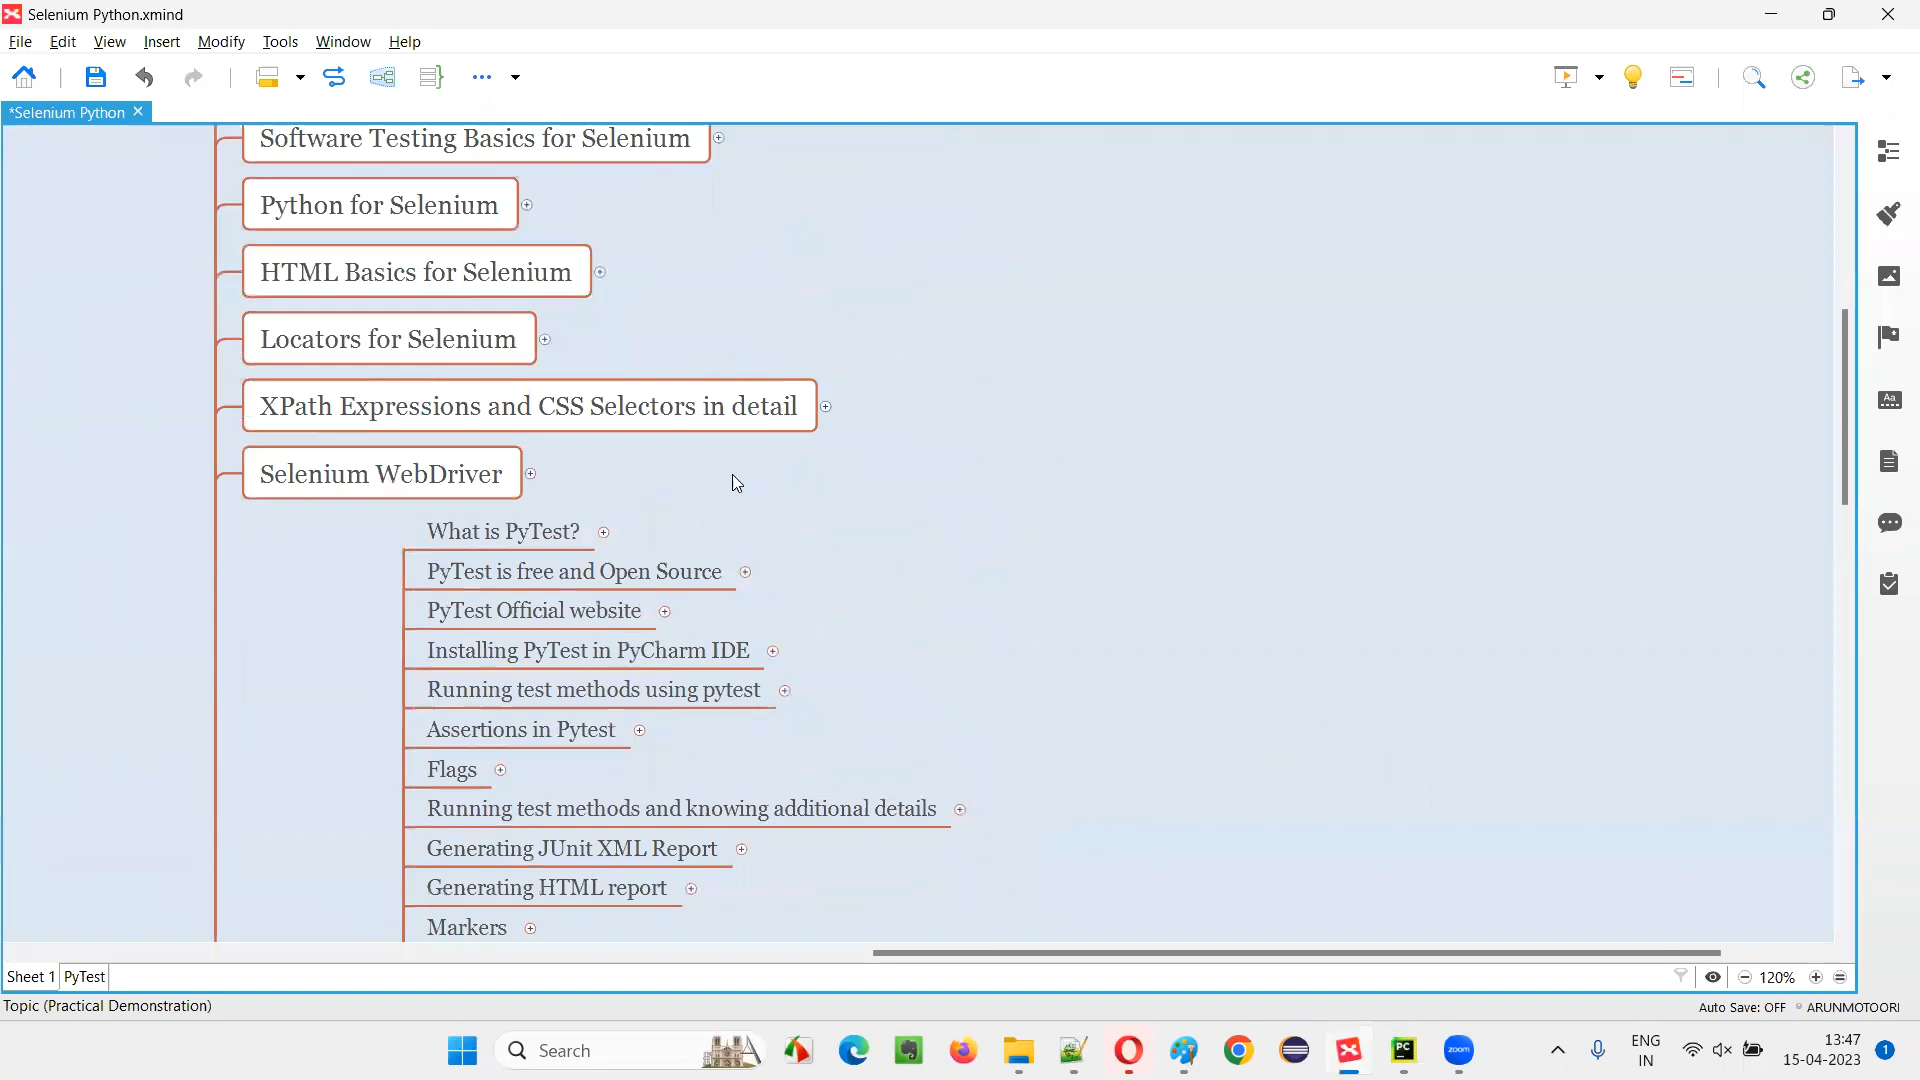 Selenium Python.xmind
File Edit View Insert Modify Tools Window Help
*Selenium Python
Software Testing Basics for Selenium
Python for Selenium
HTML Basics for Selenium
Locators for Selenium
XPath Expressions and CSS Selectors in detail
Selenium WebDriver
What is PyTest?
PyTest is free and Open Source
PyTest Official website
Installing PyTest in PyCharm IDE
Running test methods using pytest
Assertions in Pytest
Flags
Running test methods and knowing additional details
Generating JUnit XML Report
Generating HTML report
Markers
Aa
Sheet 1 PyTest
120%
Topic (Practical Demonstration)
Auto Save: OFF ARUNMOTOORI
Search
PC
zoom
ENG
IN
13:47
15-04-2023
1